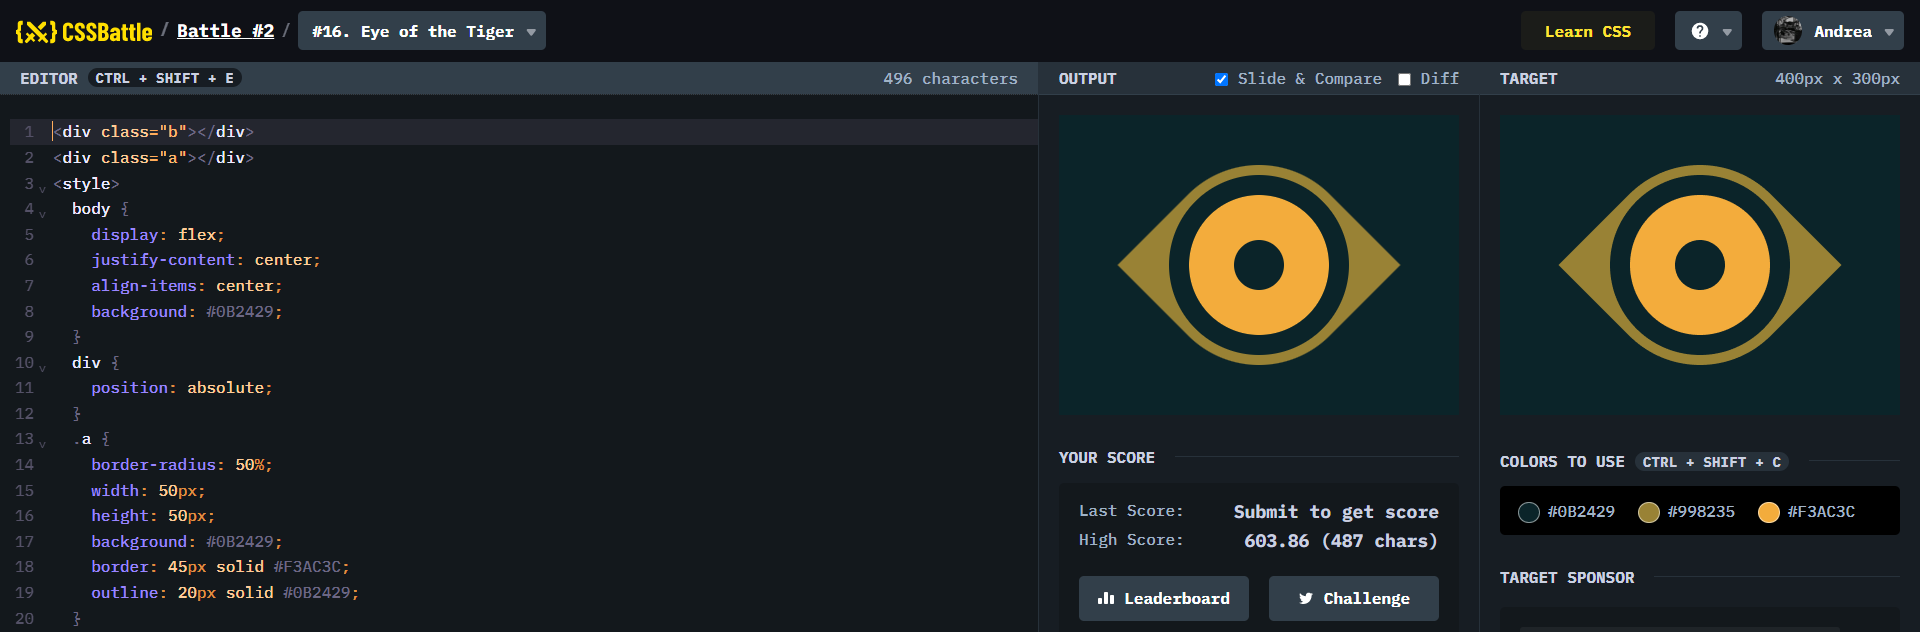 {X} CSSBattle / Battle #2 / #16. Eye of the Tiger Learn CSS ? Andrea
EDITOR CTRL + SHIFT + E 496 characters
1 <div class="b"></div>
2 <div class="a"></div>
3 <style>
4 body {
5 display: flex;
6 justify-content: center;
7 align-items: center;
8 background: #0B2429;
9 }
10 div {
11 position: absolute;
12 }
13 .a {
14 border-radius: 50%;
15 width: 50px;
16 height: 50px;
17 background: #0B2429;
18 border: 45px solid #F3AC3C;
19 outline: 20px solid #0B2429;
20 }
OUTPUT Slide & Compare Diff
YOUR SCORE
Last Score: Submit to get score
High Score: 603.86 (487 chars)
Leaderboard Challenge
TARGET 400px x 300px
COLORS TO USE CTRL + SHIFT + C
#0B2429 #998235 #F3AC3C
TARGET SPONSOR